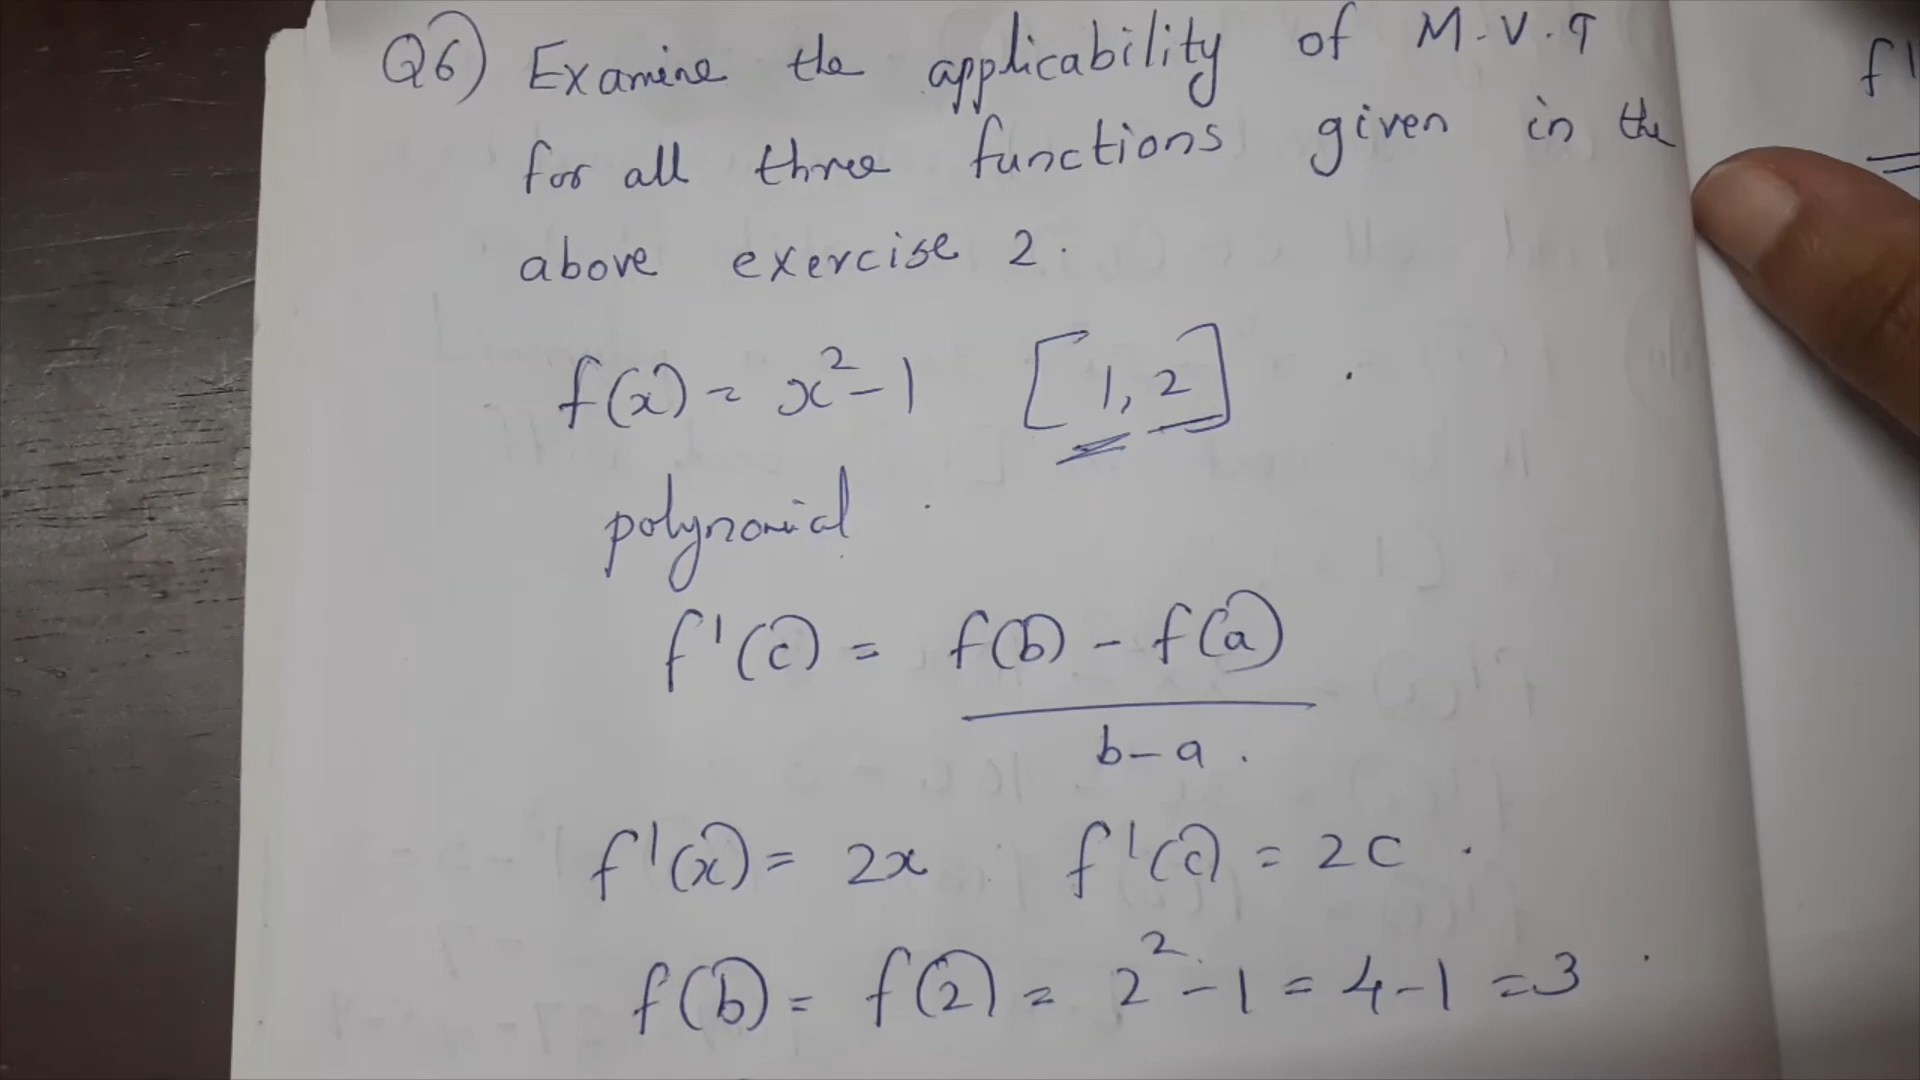 Q6) Examine the applicability of M.V.T
for all three functions given in the
above exercise 2.
f(x) = x²-1 [1, 2]
polynomial
f'(c) = f(b) - f(a)
b-a.
f'(x) = 2x f'(c) = 2c.
f(b) = f(2) = 2²-1 = 4-1 = 3
f'